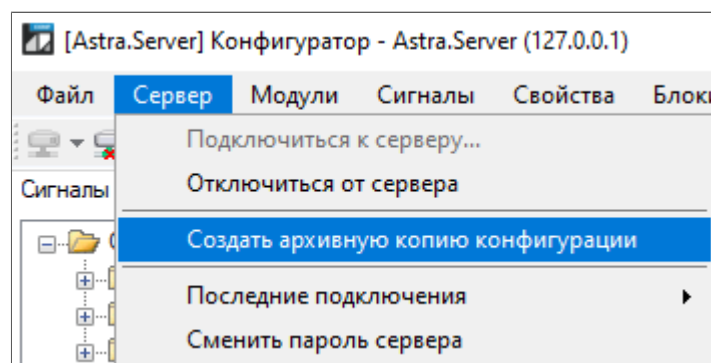 [Astra.Server] Конфигуратор - Astra.Server (127.0.0.1)
Файл Сервер Модули Сигналы Свойства
Подключиться к серверу...
Отключиться от сервера
Сигналы
Создать архивную копию конфигурации
Последние подключения
Сменить пароль сервера